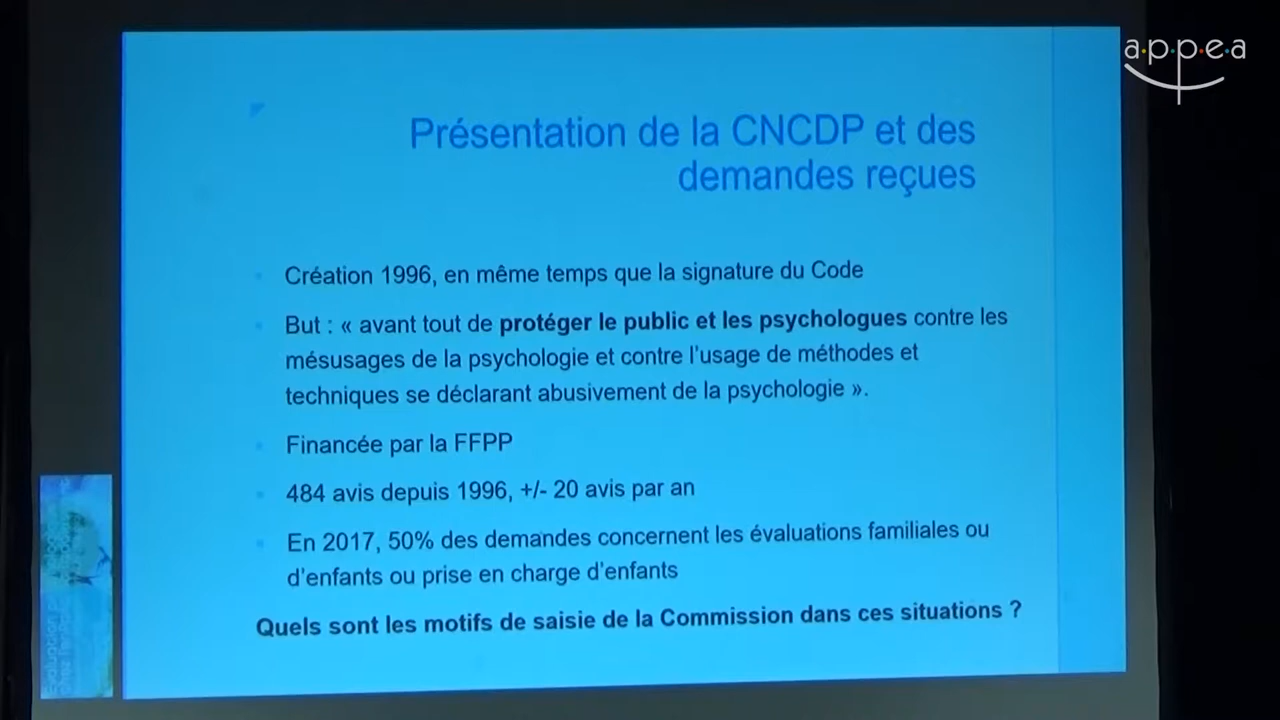 a·p·p·e·a
Présentation de la CNCDP et des
demandes reçues
Création 1996, en même temps que la signature du Code
But : « avant tout de protéger le public et les psychologues contre les
mésusages de la psychologie et contre l'usage de méthodes et
techniques se déclarant abusivement de la psychologie ».
Financée par la FFPP
484 avis depuis 1996, +/- 20 avis par an
En 2017, 50% des demandes concernent les évaluations familiales ou
d'enfants ou prise en charge d'enfants
Quels sont les motifs de saisie de la Commission dans ces situations ?